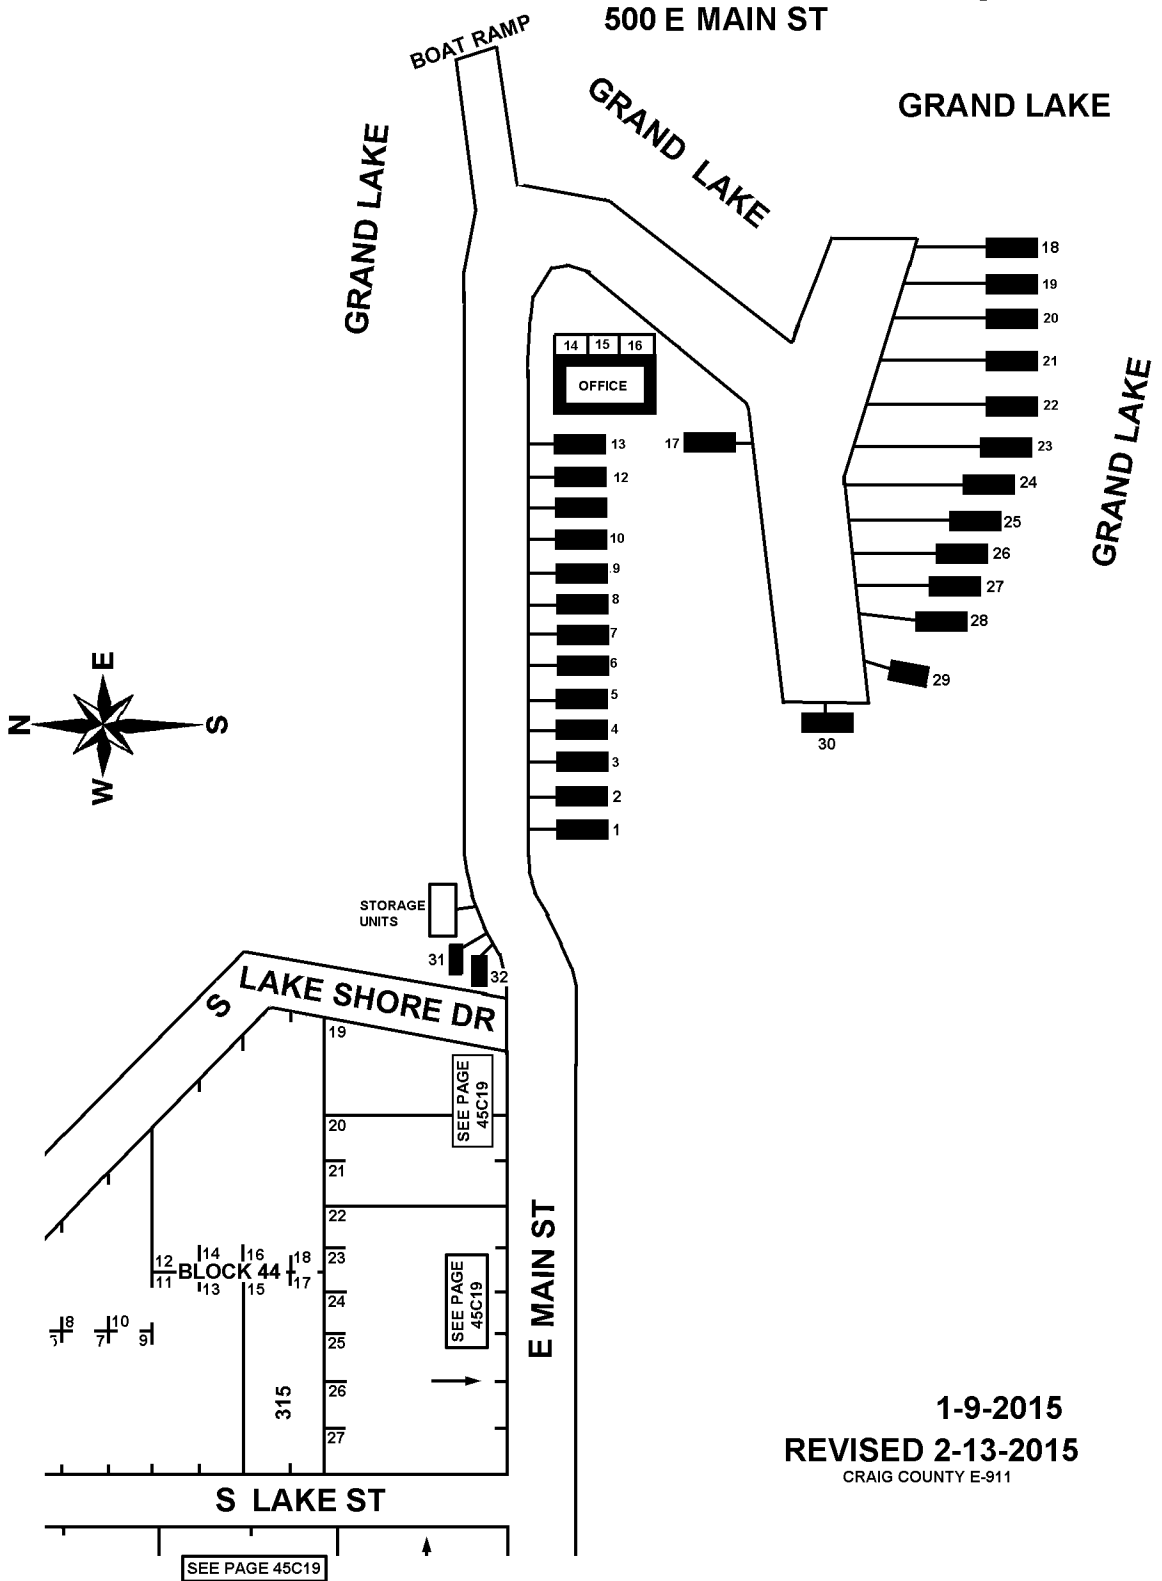 500 E MAIN ST
BOAT RAMP
GRAND LAKE
GRAND LAKE
GRAND LAKE
GRAND LAKE
14 15 16
OFFICE
18
19
20
21
22
23
24
25
26
27
28
29
30
17
13
12
10
9
8
7
6
5
4
3
2
1
N E S W
STORAGE
UNITS
31
32
S LAKE SHORE DR
19
20
21
22
23
24
25
26
27
SEE PAGE
45C19
SEE PAGE
45C19
E MAIN ST
12 14 16 18
BLOCK 44
11 13 15 17
8 10
7 9
315
S LAKE ST
SEE PAGE 45C19
1-9-2015
REVISED 2-13-2015
CRAIG COUNTY E-911